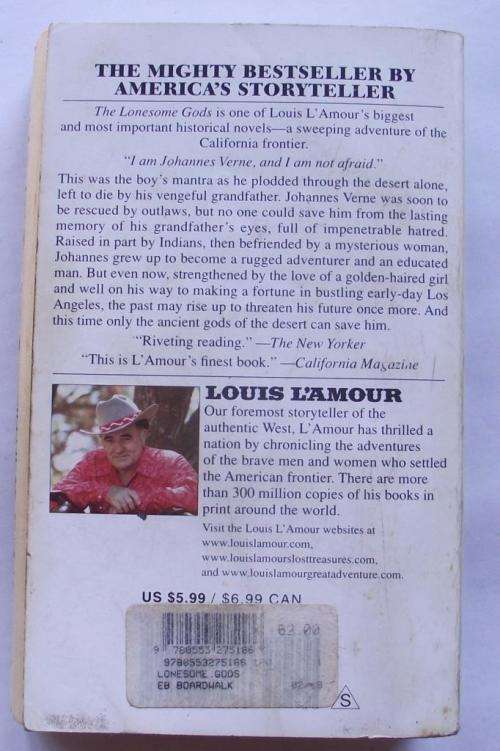 THE MIGHTY BESTSELLER BY
AMERICA'S STORYTELLER
The Lonesome Gods is one of Louis L'Amour's biggest
and most important historical novels—a sweeping adventure of the
California frontier.
"I am Johannes Verne, and I am not afraid."
This was the boy's mantra as he plodded through the desert alone,
left to die by his vengeful grandfather. Johannes Verne was soon to
be rescued by outlaws, but no one could save him from the lasting
memory of his grandfather's eyes, full of impenetrable hatred.
Raised in part by Indians, then befriended by a mysterious woman,
Johannes grew up to become a rugged adventurer and an educated
man. But even now, strengthened by the love of a golden-haired girl
and well on his way to making a fortune in bustling early-day Los
Angeles, the past may rise up to threaten his future once more. And
this time only the ancient gods of the desert can save him.
"Riveting reading." —The New Yorker
"This is L'Amour's finest book." —California Magazine
LOUIS L'AMOUR
Our foremost storyteller of the
authentic West, L'Amour has thrilled a
nation by chronicling the adventures
of the brave men and women who settled
the American frontier. There are more
than 300 million copies of his books in
print around the world.
Visit the Louis L'Amour websites at
www.louislamour.com,
www.louislamourslosttreasures.com,
and www.louislamourgreatadventure.com.
US $5.99 / $6.99 CAN
9 780553 275186
9780553275186
LONESOME GODS
EB BOARDWALK
S